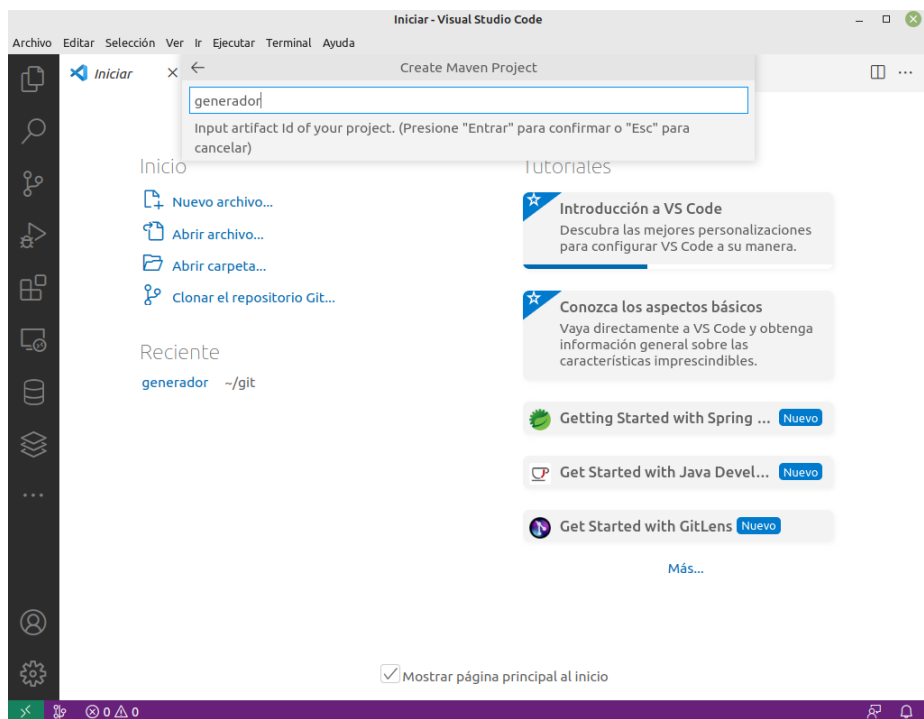 Iniciar - Visual Studio Code
Archivo Editar Selección Ver Ir Ejecutar Terminal Ayuda
Iniciar
Create Maven Project
generador
Input artifact Id of your project. (Presione "Entrar" para confirmar o "Esc" para
cancelar)
Inicio
Nuevo archivo...
Abrir archivo...
Abrir carpeta...
Clonar el repositorio Git...
Reciente
generador ~/git
Tutoriales
Introducción a VS Code
Descubra las mejores personalizaciones
para configurar VS Code a su manera.
Conozca los aspectos básicos
Vaya directamente a VS Code y obtenga
información general sobre las
características imprescindibles.
Getting Started with Spring ... Nuevo
Get Started with Java Devel... Nuevo
Get Started with GitLens Nuevo
Más...
Mostrar página principal al inicio
0 0